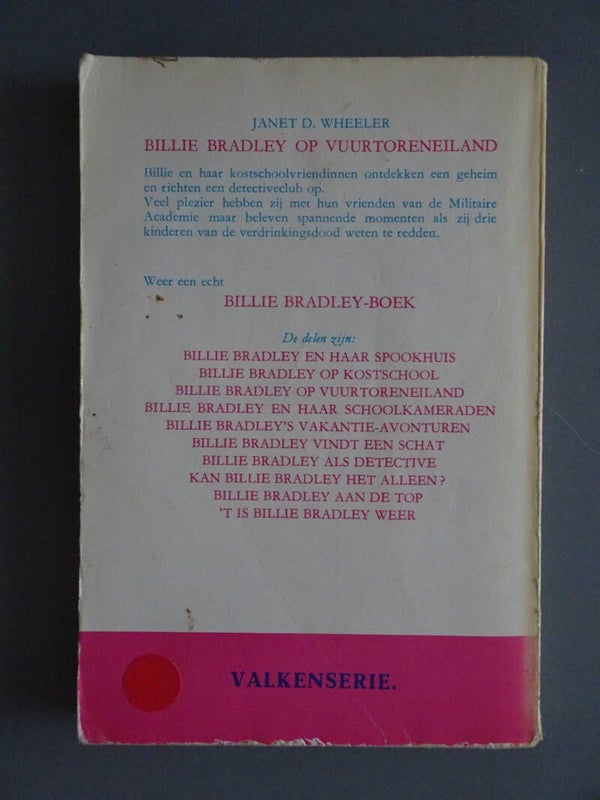 JANET D. WHEELER
BILLIE BRADLEY OP VUURTORENEILAND
Billie en haar kostschoolvriendinnen ontdekken een geheim
en richten een detectiveclub op.
Veel plezier hebben zij met hun vrienden van de Militaire
Academie maar beleven spannende momenten als zij drie
kinderen van de verdrinkingsdood weten te redden.
Weer een echt
BILLIE BRADLEY-BOEK
De delen zijn:
BILLIE BRADLEY EN HAAR SPOOKHUIS
BILLIE BRADLEY OP KOSTSCHOOL
BILLIE BRADLEY OP VUURTORENEILAND
BILLIE BRADLEY EN HAAR SCHOOLKAMERADEN
BILLIE BRADLEY'S VAKANTIE-AVONTUREN
BILLIE BRADLEY VINDT EEN SCHAT
BILLIE BRADLEY ALS DETECTIVE
KAN BILLIE BRADLEY HET ALLEEN?
BILLIE BRADLEY AAN DE TOP
'T IS BILLIE BRADLEY WEER
VALKENSERIE.